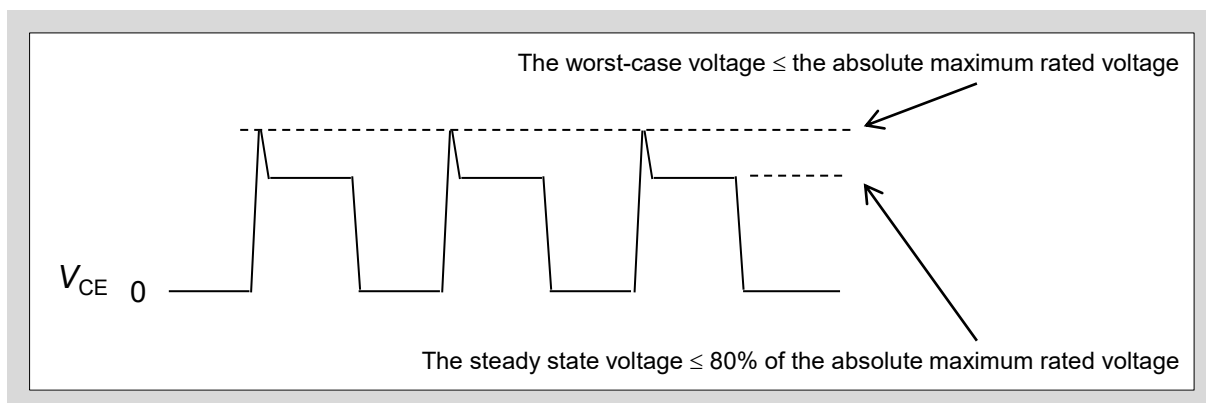 The worst-case voltage ≤ the absolute maximum rated voltage
VCE 0
The steady state voltage ≤ 80% of the absolute maximum rated voltage